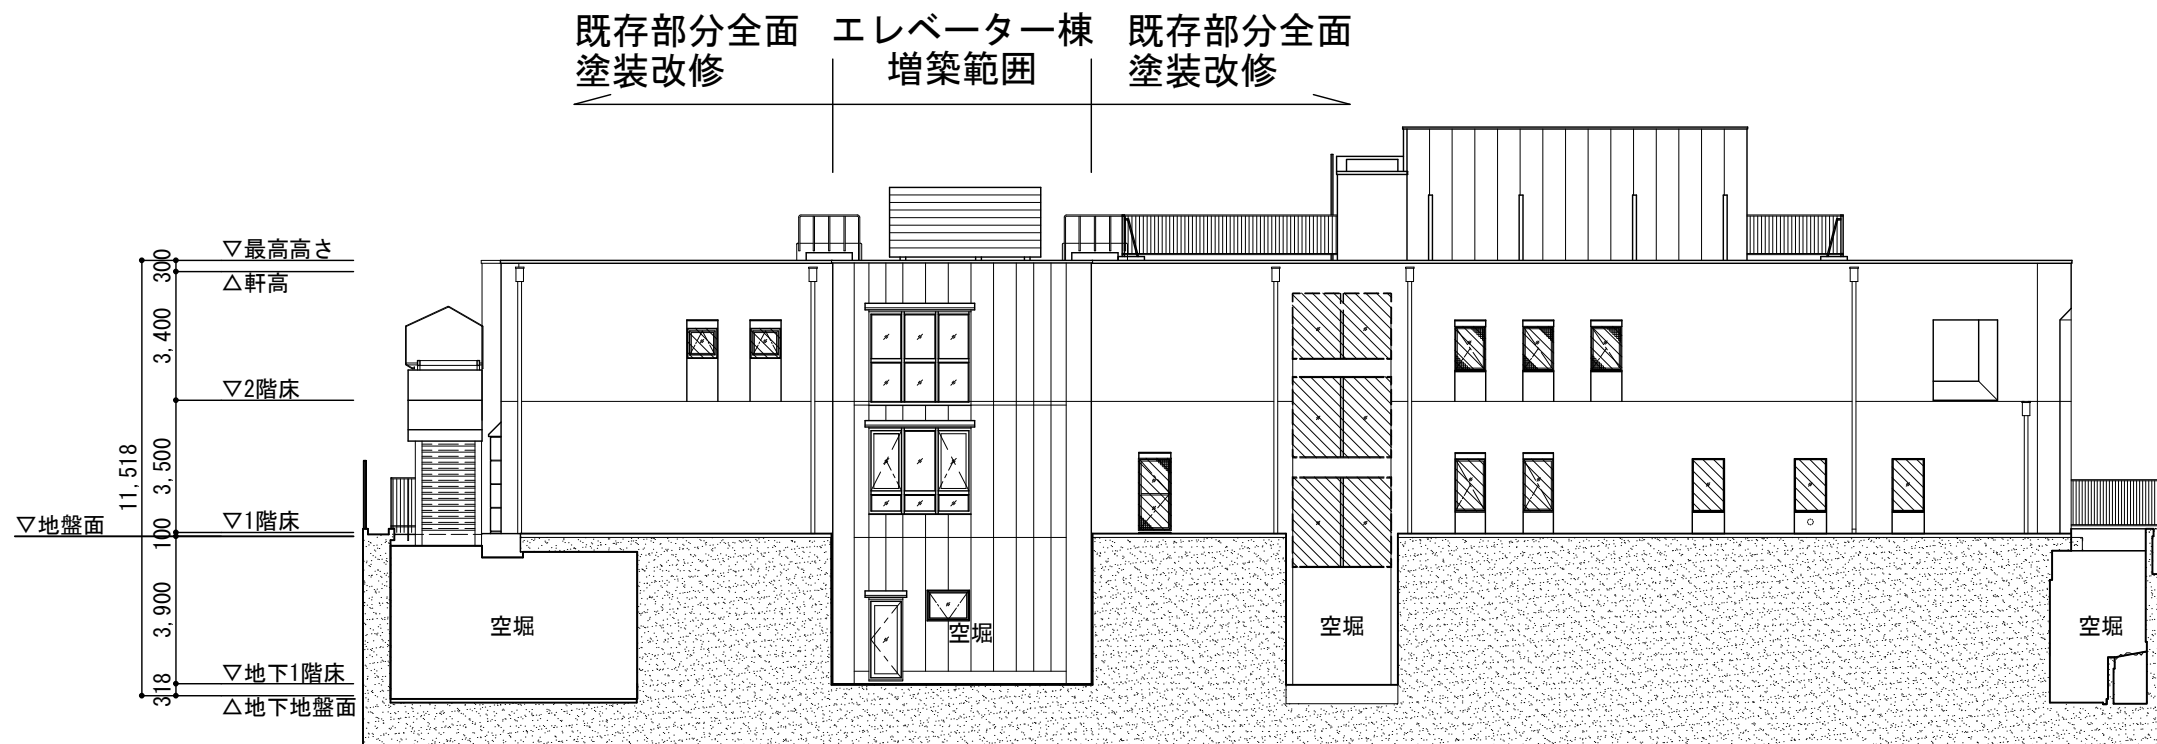 既存部分全面
塗装改修
エレベーター棟
増築範囲
既存部分全面
塗装改修
▽最高高さ
300
△軒高
3,400
▽2階床
3,500
11,518
▽1階床
▽地盤面
100
3,900
▽地下1階床
318
△地下地盤面
空堀
空堀
空堀
空堀